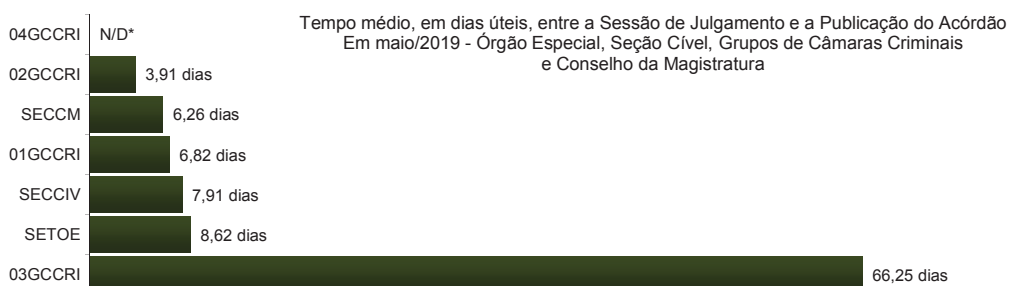 Tempo médio, em dias úteis, entre a Sessão de Julgamento e a Publicação do Acórdão
Em maio/2019 - Órgão Especial, Seção Cível, Grupos de Câmaras Criminais
e Conselho da Magistratura
04GCCRI N/D*
02GCCRI 3,91 dias
SECCM 6,26 dias
01GCCRI 6,82 dias
SECCIV 7,91 dias
SETOE 8,62 dias
03GCCRI 66,25 dias